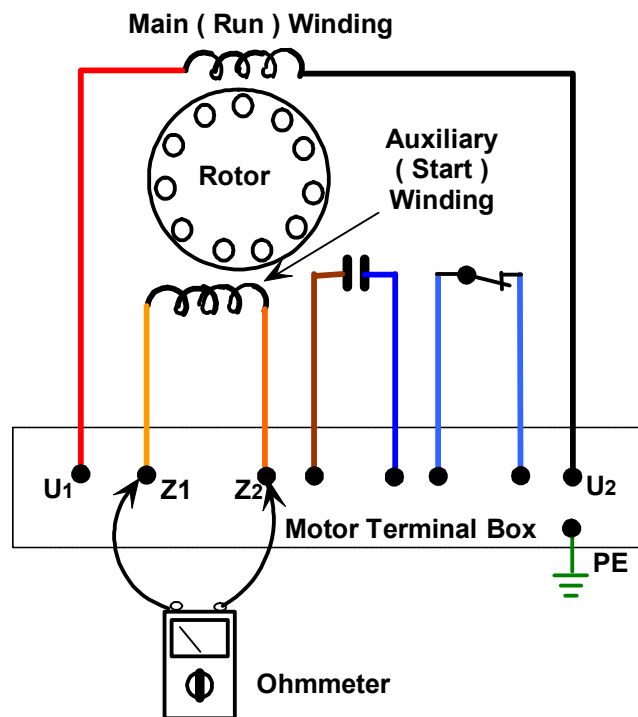 Main ( Run ) Winding
Rotor
Auxiliary
( Start )
Winding
U1
Z1
Z2
U2
Motor Terminal Box
PE
Ohmmeter